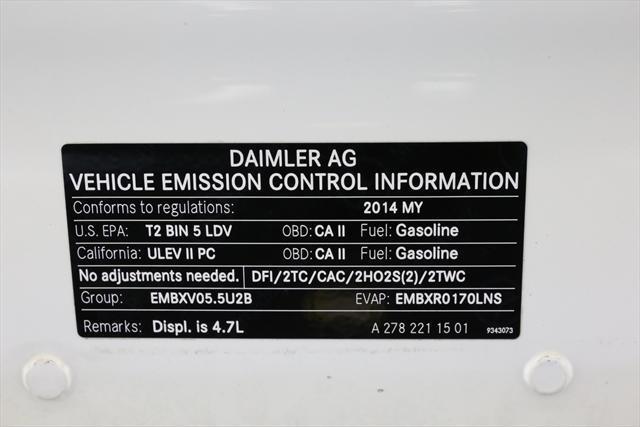 DAIMLER AG
VEHICLE EMISSION CONTROL INFORMATION
Conforms to regulations: 2014 MY
U.S. EPA: T2 BIN 5 LDV OBD: CA II Fuel: Gasoline
California: ULEV II PC OBD: CA II Fuel: Gasoline
No adjustments needed. DFI/2TC/CAC/2HO2S(2)/2TWC
Group: EMBXV05.5U2B EVAP: EMBXR0170LNS
Remarks: Displ. is 4.7L A 278 221 15 01 9343073